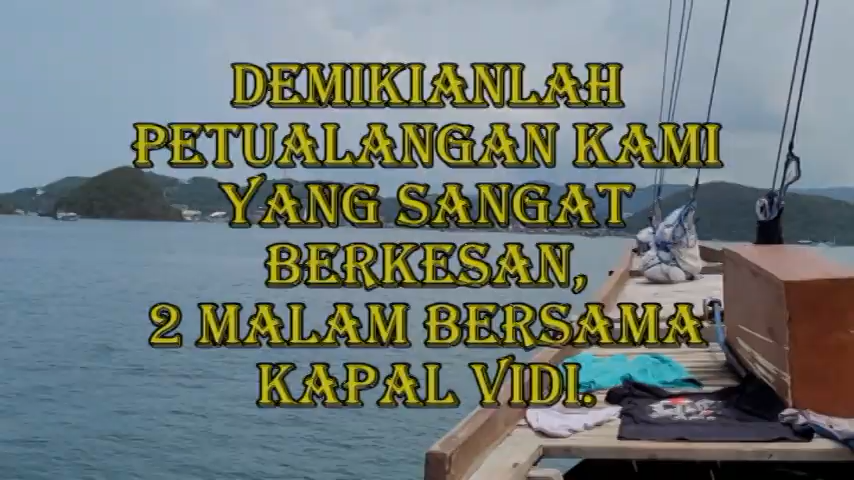 DEMIKIANLAH
PETUALANGAN KAMI
YANG SANGAT
BERKESAN,
2 MALAM BERSAMA
KAPAL VIDI.